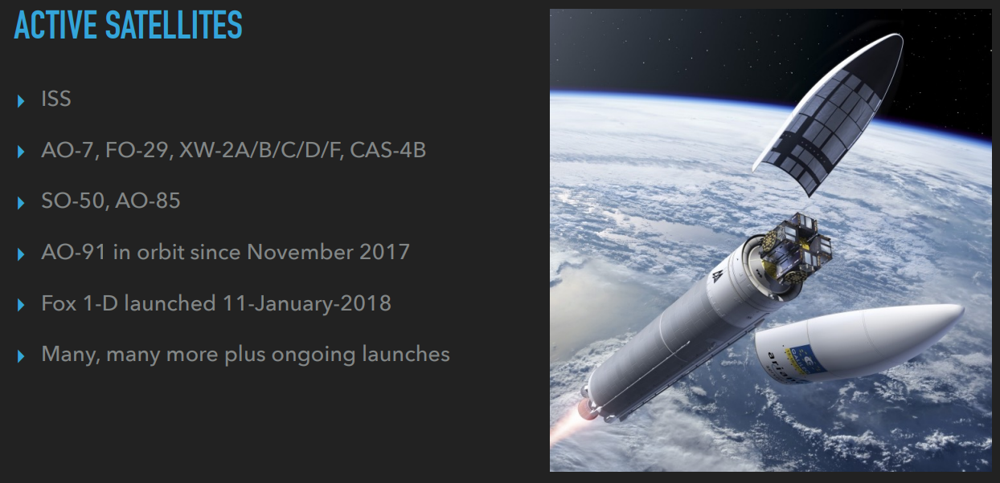 ACTIVE SATELLITES
ISS
AO-7, FO-29, XW-2A/B/C/D/F, CAS-4B
SO-50, AO-85
AO-91 in orbit since November 2017
Fox 1-D launched 11-January-2018
Many, many more plus ongoing launches